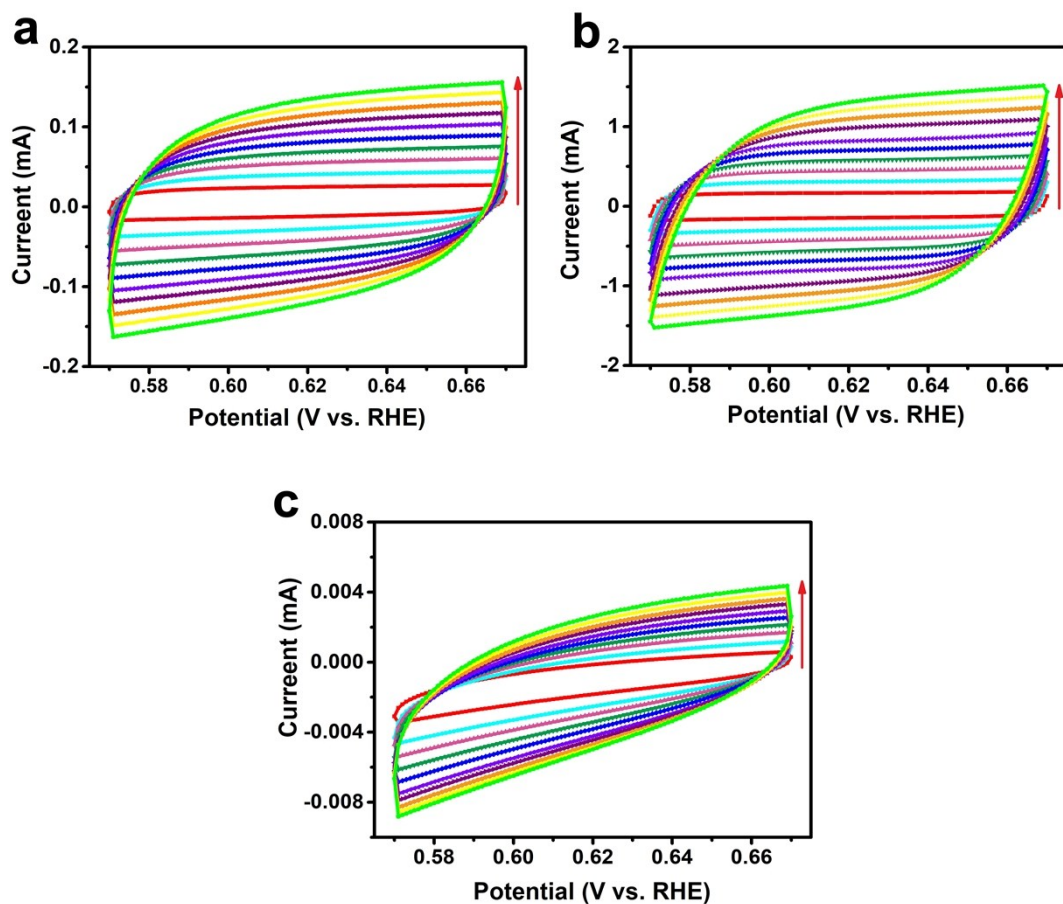 a
0.2
0.1
0.0
-0.1
-0.2
Curreent (mA)
0.58 0.60 0.62 0.64 0.66
Potential (V vs. RHE)
b
2
1
0
-1
-2
Curreent (mA)
0.58 0.60 0.62 0.64 0.66
Potential (V vs. RHE)
c
0.008
0.004
0.000
-0.004
-0.008
Curreent (mA)
0.58 0.60 0.62 0.64 0.66
Potential (V vs. RHE)